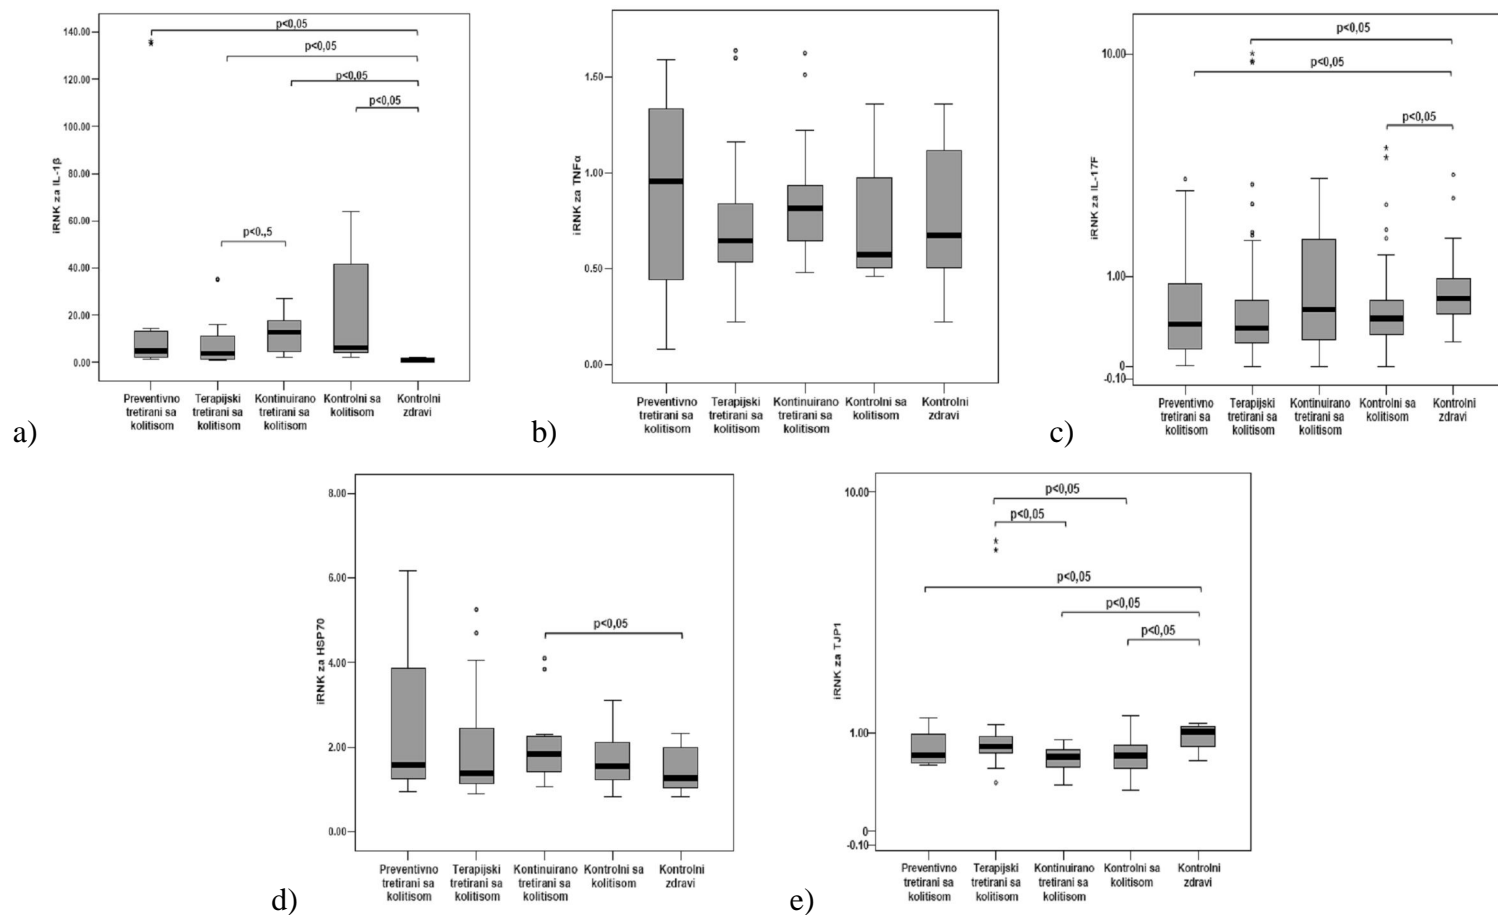 p<0,05
140.00
p<0,05
120.00
p<0,05
p<0,05
100.00
80.00
60.00
p<0.,5
40.00
20.00
0.00
iRNK za IL-1β
Preventivno tretirani sa kolitisom
Terapijski tretirani sa kolitisom
Kontinuirano tretirani sa kolitisom
Kontrolni sa kolitisom
Kontrolni zdravi
a)
1.50
1.00
0.50
0.00
iRNK za TNFα
Preventivno tretirani sa kolitisom
Terapijski tretirani sa kolitisom
Kontinuirano tretirani sa kolitisom
Kontrolni sa kolitisom
Kontrolni zdravi
b)
10.00
p<0,05
p<0,05
p<0,05
1.00
0
-0.10
iRNK za IL-17F
Preventivno tretirani sa kolitisom
Terapijski tretirani sa kolitisom
Kontinuirano tretirani sa kolitisom
Kontrolni sa kolitisom
Kontrolni zdravi
c)
8.00
6.00
p<0,05
4.00
2.00
0.00
iRNK za HSP70
Preventivno tretirani sa kolitisom
Terapijski tretirani sa kolitisom
Kontinuirano tretirani sa kolitisom
Kontrolni sa kolitisom
Kontrolni zdravi
d)
10.00
p<0,05
p<0,05
p<0,05
p<0,05
p<0,05
1.00
0
-0.10
iRNK za TJP1
Preventivno tretirani sa kolitisom
Terapijski tretirani sa kolitisom
Kontinuirano tretirani sa kolitisom
Kontrolni sa kolitisom
Kontrolni zdravi
e)